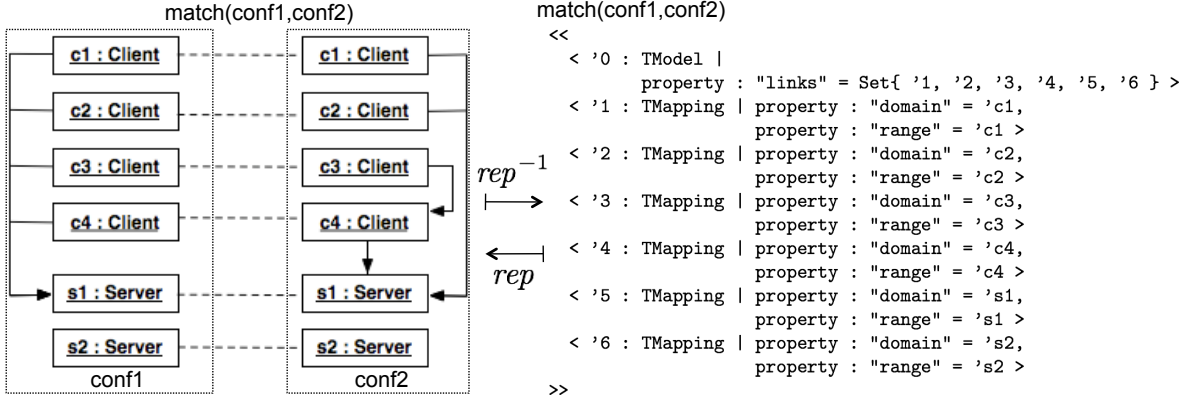 match(conf1,conf2)
c1 : Client
c2 : Client
c3 : Client
c4 : Client
s1 : Server
s2 : Server
conf1
c1 : Client
c2 : Client
c3 : Client
c4 : Client
s1 : Server
s2 : Server
conf2
rep⁻¹
rep
match(conf1,conf2)
<<
< '0 : TModel |
property : "links" = Set{ '1, '2, '3, '4, '5, '6 } >
< '1 : TMapping | property : "domain" = 'c1,
property : "range" = 'c1 >
< '2 : TMapping | property : "domain" = 'c2,
property : "range" = 'c2 >
< '3 : TMapping | property : "domain" = 'c3,
property : "range" = 'c3 >
< '4 : TMapping | property : "domain" = 'c4,
property : "range" = 'c4 >
< '5 : TMapping | property : "domain" = 's1,
property : "range" = 's1 >
< '6 : TMapping | property : "domain" = 's2,
property : "range" = 's2 >
>>